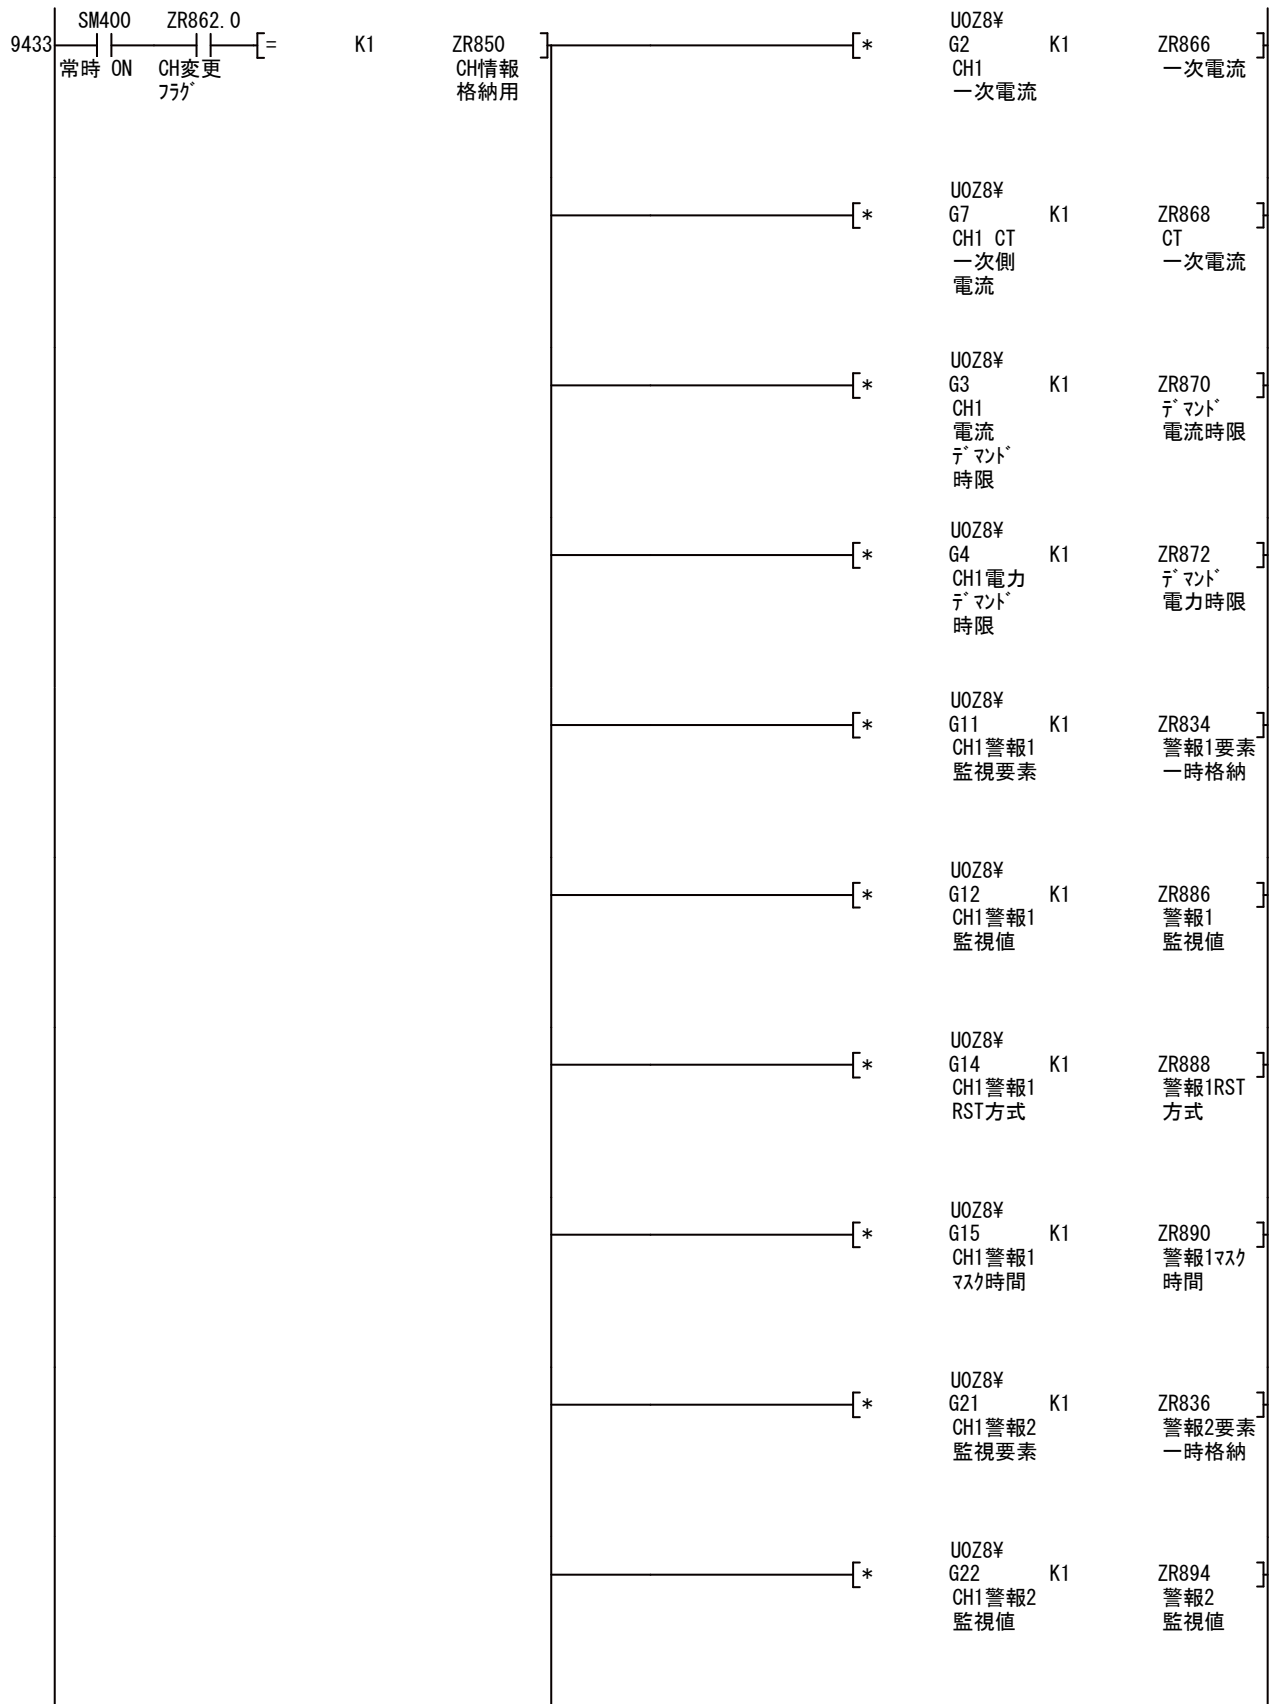 SM400 ZR862.0 U0Z8¥
9433 [= K1 ZR850 ] [* G2 K1 ZR866 ]
常時 ON CH変更 CH情報 CH1 一次電流
ﾌﾗｸﾞ 格納用 一次電流
U0Z8¥
[* G7 K1 ZR868 ]
CH1 CT CT
一次側 一次電流
電流
U0Z8¥
[* G3 K1 ZR870 ]
CH1 ﾃﾞﾏﾝﾄﾞ
電流 電流時限
ﾃﾞﾏﾝﾄﾞ
時限
U0Z8¥
[* G4 K1 ZR872 ]
CH1電力 ﾃﾞﾏﾝﾄﾞ
ﾃﾞﾏﾝﾄﾞ 電力時限
時限
U0Z8¥
[* G11 K1 ZR834 ]
CH1警報1 警報1要素
監視要素 一時格納
U0Z8¥
[* G12 K1 ZR886 ]
CH1警報1 警報1
監視値 監視値
U0Z8¥
[* G14 K1 ZR888 ]
CH1警報1 警報1RST
RST方式 方式
U0Z8¥
[* G15 K1 ZR890 ]
CH1警報1 警報1ﾏｽｸ
ﾏｽｸ時間 時間
U0Z8¥
[* G21 K1 ZR836 ]
CH1警報2 警報2要素
監視要素 一時格納
U0Z8¥
[* G22 K1 ZR894 ]
CH1警報2 警報2
監視値 監視値